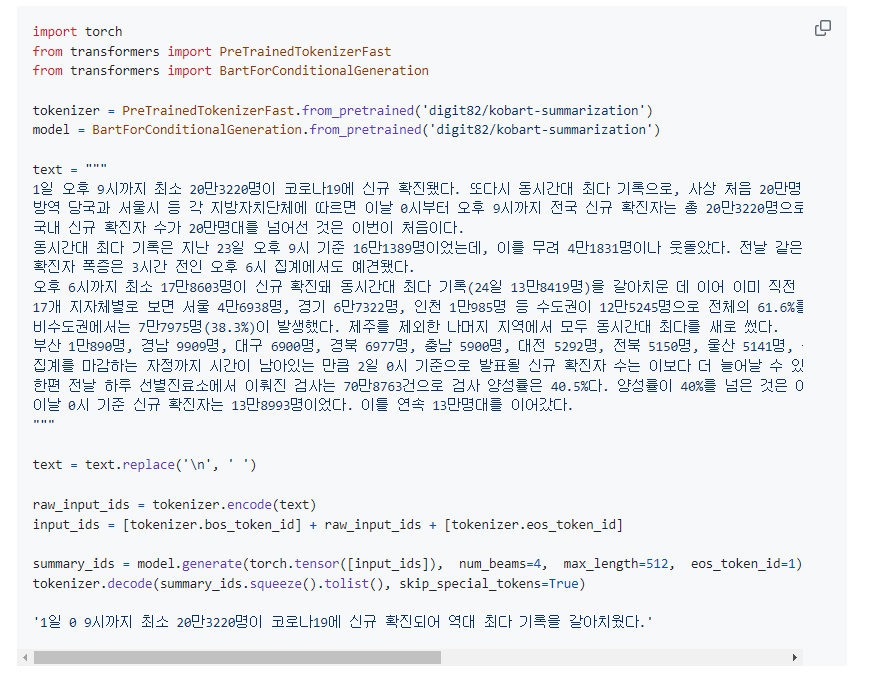 import torch
from transformers import PreTrainedTokenizerFast
from transformers import BartForConditionalGeneration
tokenizer = PreTrainedTokenizerFast.from_pretrained('digit82/kobart-summarization')
model = BartForConditionalGeneration.from_pretrained('digit82/kobart-summarization')
text = """
1일 오후 9시까지 최소 20만3220명이 코로나19에 신규 확진됐다. 또다시 동시간대 최다 기록으로, 사상 처음 20만명
방역 당국과 서울시 등 각 지방자치단체에 따르면 이날 0시부터 오후 9시까지 전국 신규 확진자는 총 20만3220명으로
국내 신규 확진자 수가 20만명대를 넘어선 것은 이번이 처음이다.
동시간대 최다 기록은 지난 23일 오후 9시 기준 16만1389명이었는데, 이를 무려 4만1831명이나 웃돌았다. 전날 같은
확진자 폭증은 3시간 전인 오후 6시 집계에서도 예견됐다.
오후 6시까지 최소 17만8603명이 신규 확진돼 동시간대 최다 기록(24일 13만8419명)을 갈아치운 데 이어 이미 직전
17개 지자체별로 보면 서울 4만6938명, 경기 6만7322명, 인천 1만985명 등 수도권이 12만5245명으로 전체의 61.6%를
비수도권에서는 7만7975명(38.3%)이 발생했다. 제주를 제외한 나머지 지역에서 모두 동시간대 최다를 새로 썼다.
부산 1만890명, 경남 9909명, 대구 6900명, 경북 6977명, 충남 5900명, 대전 5292명, 전북 5150명, 울산 5141명,
집계를 마감하는 자정까지 시간이 남아있는 만큼 2일 0시 기준으로 발표될 신규 확진자 수는 이보다 더 늘어날 수 있
한편 전날 하루 선별진료소에서 이뤄진 검사는 70만8763건으로 검사 양성률은 40.5%다. 양성률이 40%를 넘은 것은 이
이날 0시 기준 신규 확진자는 13만8993명이었다. 이틀 연속 13만명대를 이어갔다.
"""
text = text.replace('\n', ' ')
raw_input_ids = tokenizer.encode(text)
input_ids = [tokenizer.bos_token_id] + raw_input_ids + [tokenizer.eos_token_id]
summary_ids = model.generate(torch.tensor([input_ids]),  num_beams=4,  max_length=512,  eos_token_id=1)
tokenizer.decode(summary_ids.squeeze().tolist(), skip_special_tokens=True)
'1일 0 9시까지 최소 20만3220명이 코로나19에 신규 확진되어 역대 최다 기록을 갈아치웠다.'